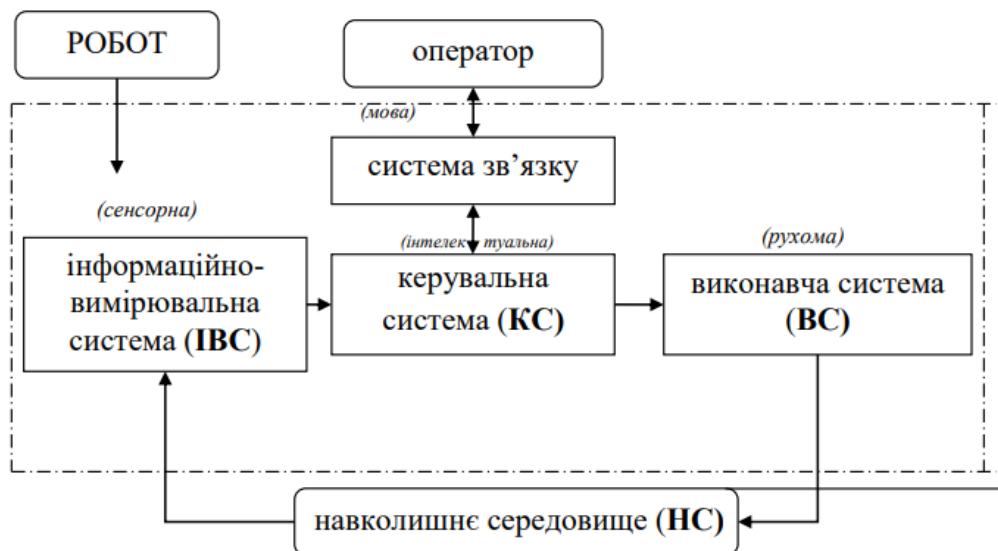 РОБОТ
оператор
(мова)
система зв’язку
(сенсорна)
(інтелек туальна)
(рухома)
інформаційно-
вимірювальна
система (ІВС)
керувальна
система (КС)
виконавча система
(ВС)
навколишнє середовище (НС)